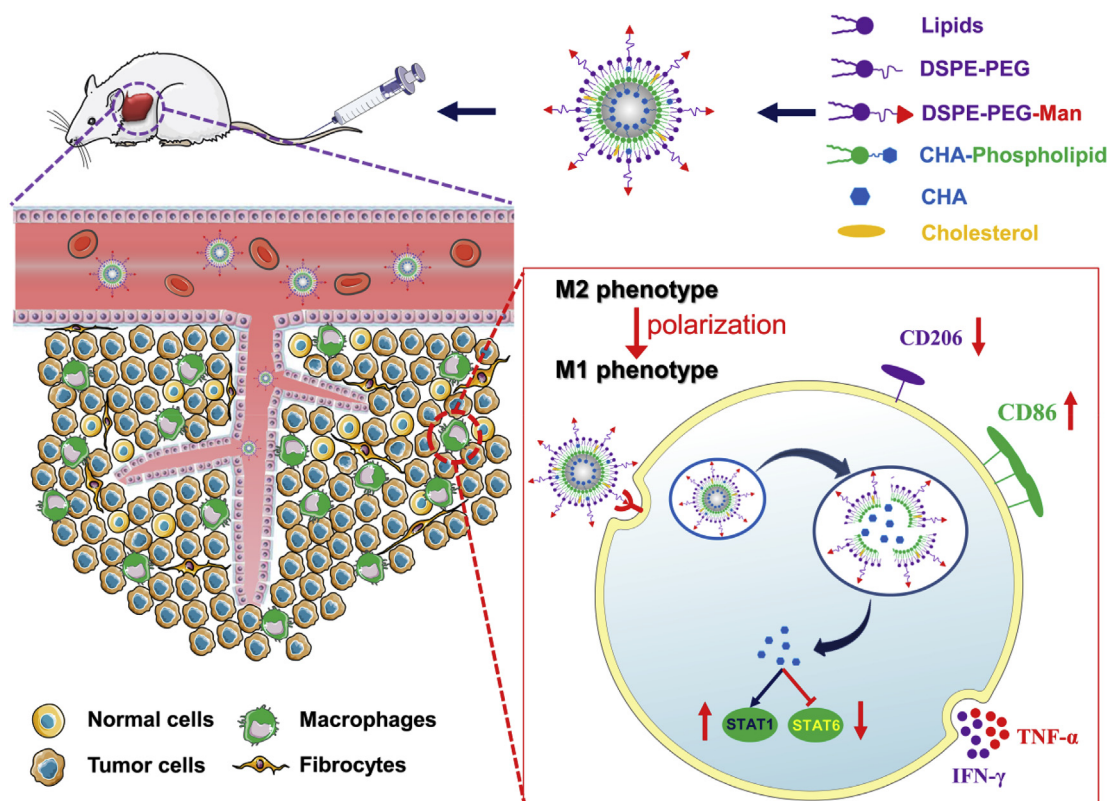 Lipids
DSPE-PEG
DSPE-PEG-Man
CHA-Phospholipid
CHA
Cholesterol
M2 phenotype
polarization
M1 phenotype
CD206
CD86
STAT1
STAT6
TNF-α
IFN-γ
Normal cells
Macrophages
Tumor cells
Fibrocytes